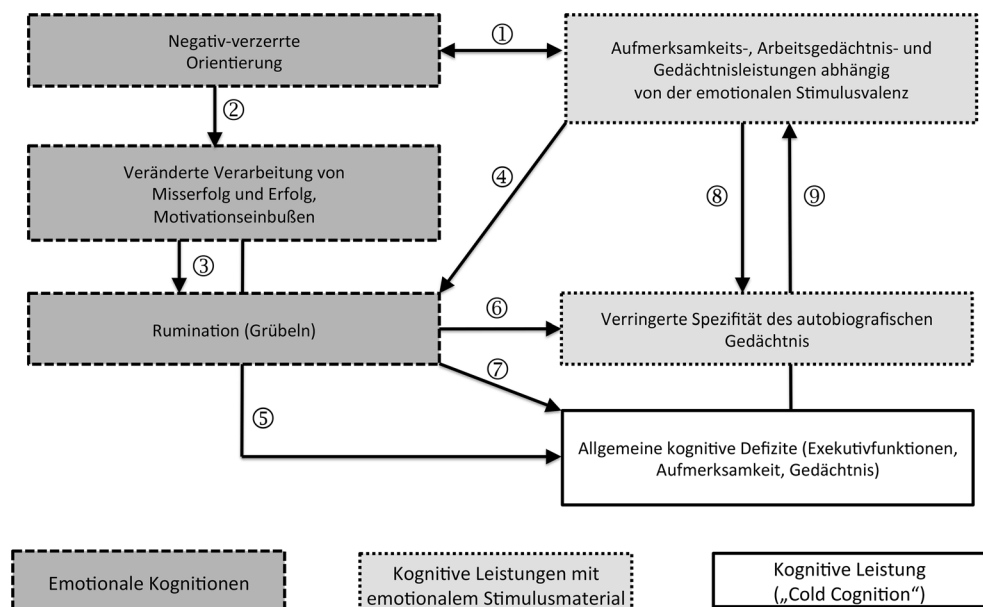 Negativ-verzerrte
Orientierung
①
Aufmerksamkeits-, Arbeitsgedächtnis- und
Gedächtnisleistungen abhängig
von der emotionalen Stimulusvalenz
②
Veränderte Verarbeitung von
Misserfolg und Erfolg,
Motivationseinbußen
④
⑧
⑨
③
Rumination (Grübeln)
⑥
Verringerte Spezifität des autobiografischen
Gedächtnis
⑦
⑤
Allgemeine kognitive Defizite (Exekutivfunktionen,
Aufmerksamkeit, Gedächtnis)
Emotionale Kognitionen
Kognitive Leistungen mit
emotionalem Stimulusmaterial
Kognitive Leistung
(„Cold Cognition“)